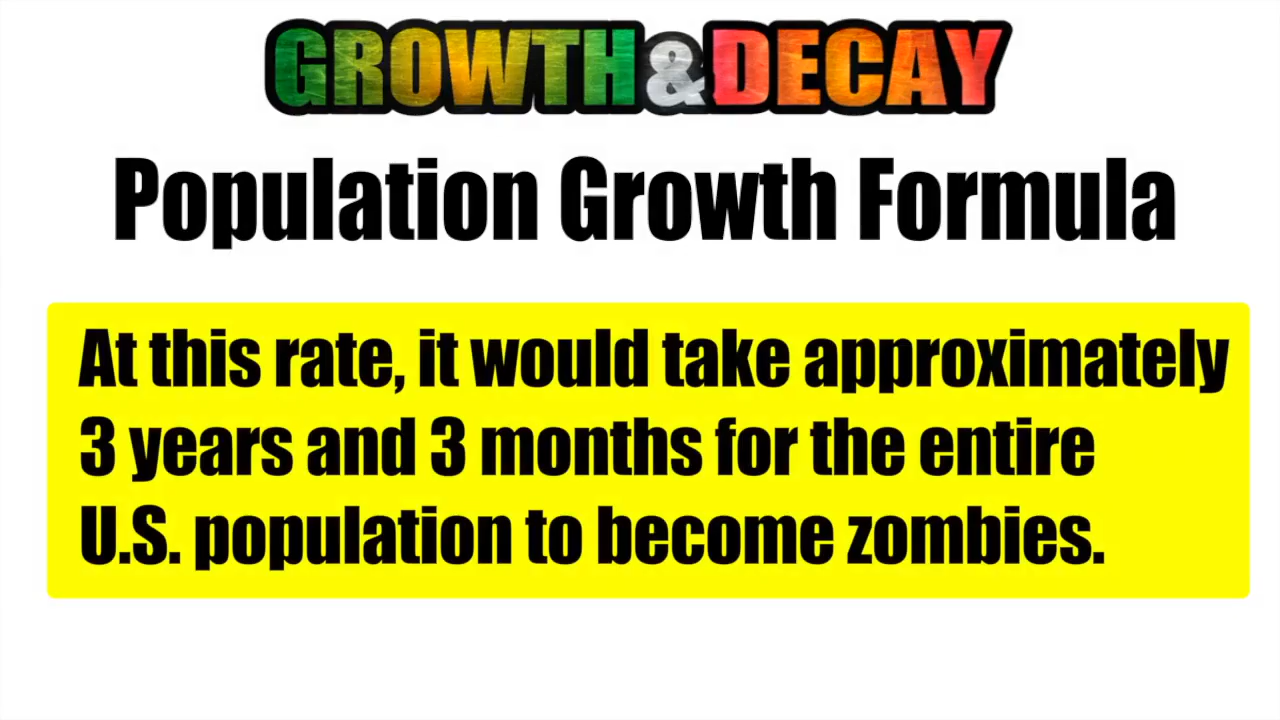 GROWTH&DECAY
Population Growth Formula
At this rate, it would take approximately
3 years and 3 months for the entire
U.S. population to become zombies.